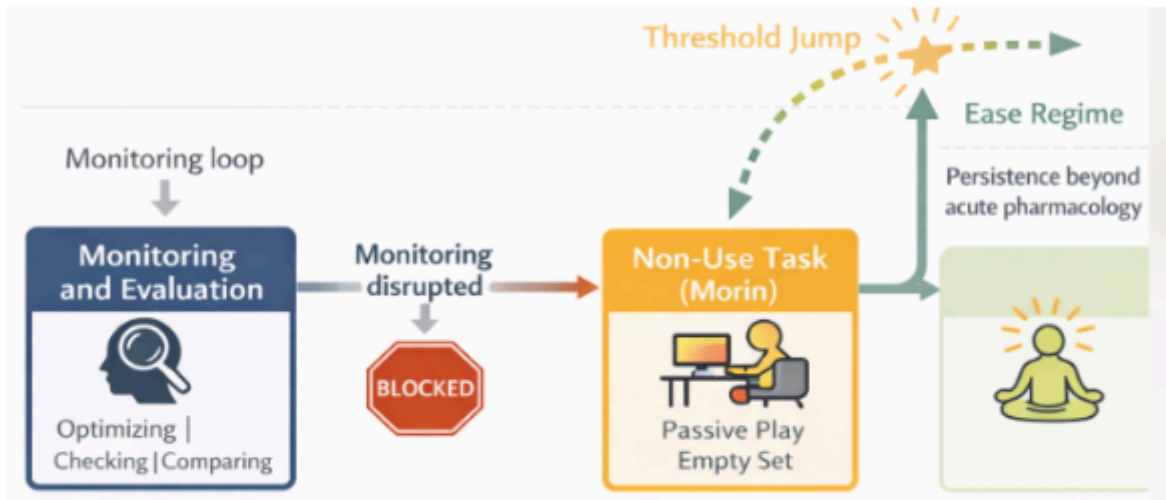 Threshold Jump
Ease Regime
Monitoring loop
Persistence beyond
acute pharmacology
Monitoring
and Evaluation
Monitoring
disrupted
Non-Use Task
(Morin)
BLOCKED
Optimizing |
Checking | Comparing
Passive Play
Empty Set